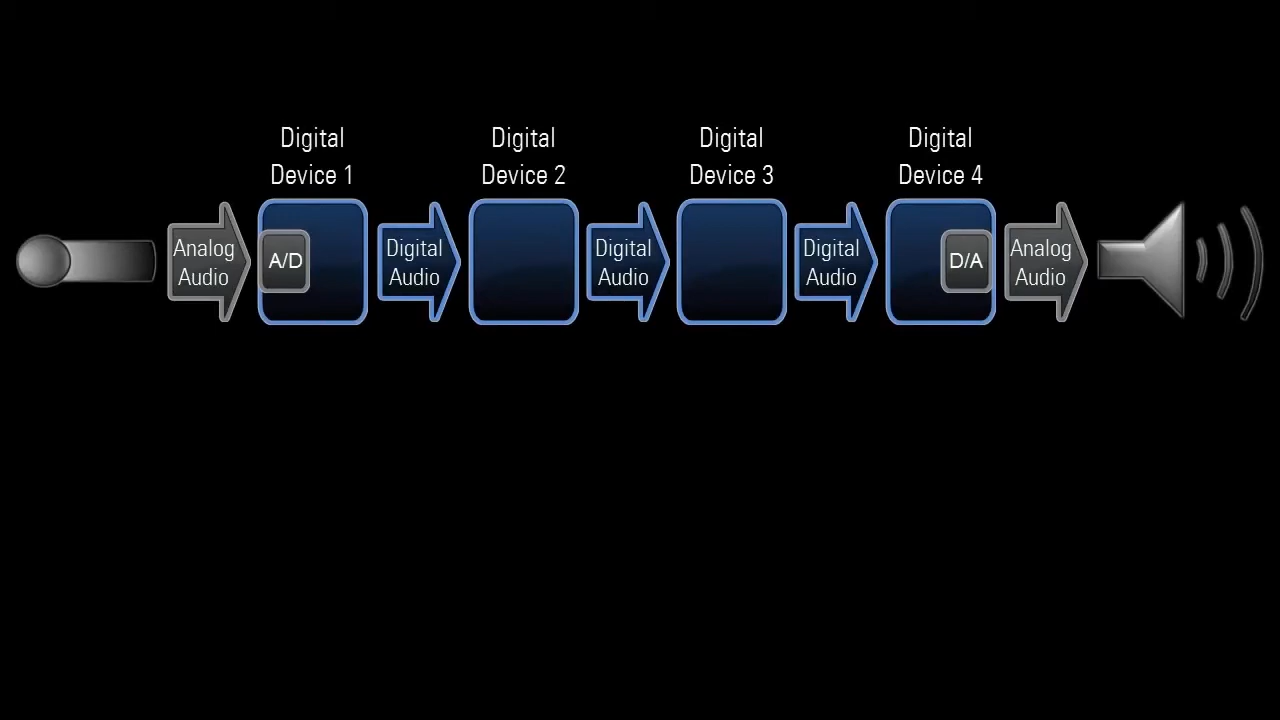 Digital
Device 1
Digital
Device 2
Digital
Device 3
Digital
Device 4
Analog
Audio
A/D
Digital
Audio
Digital
Audio
Digital
Audio
D/A
Analog
Audio